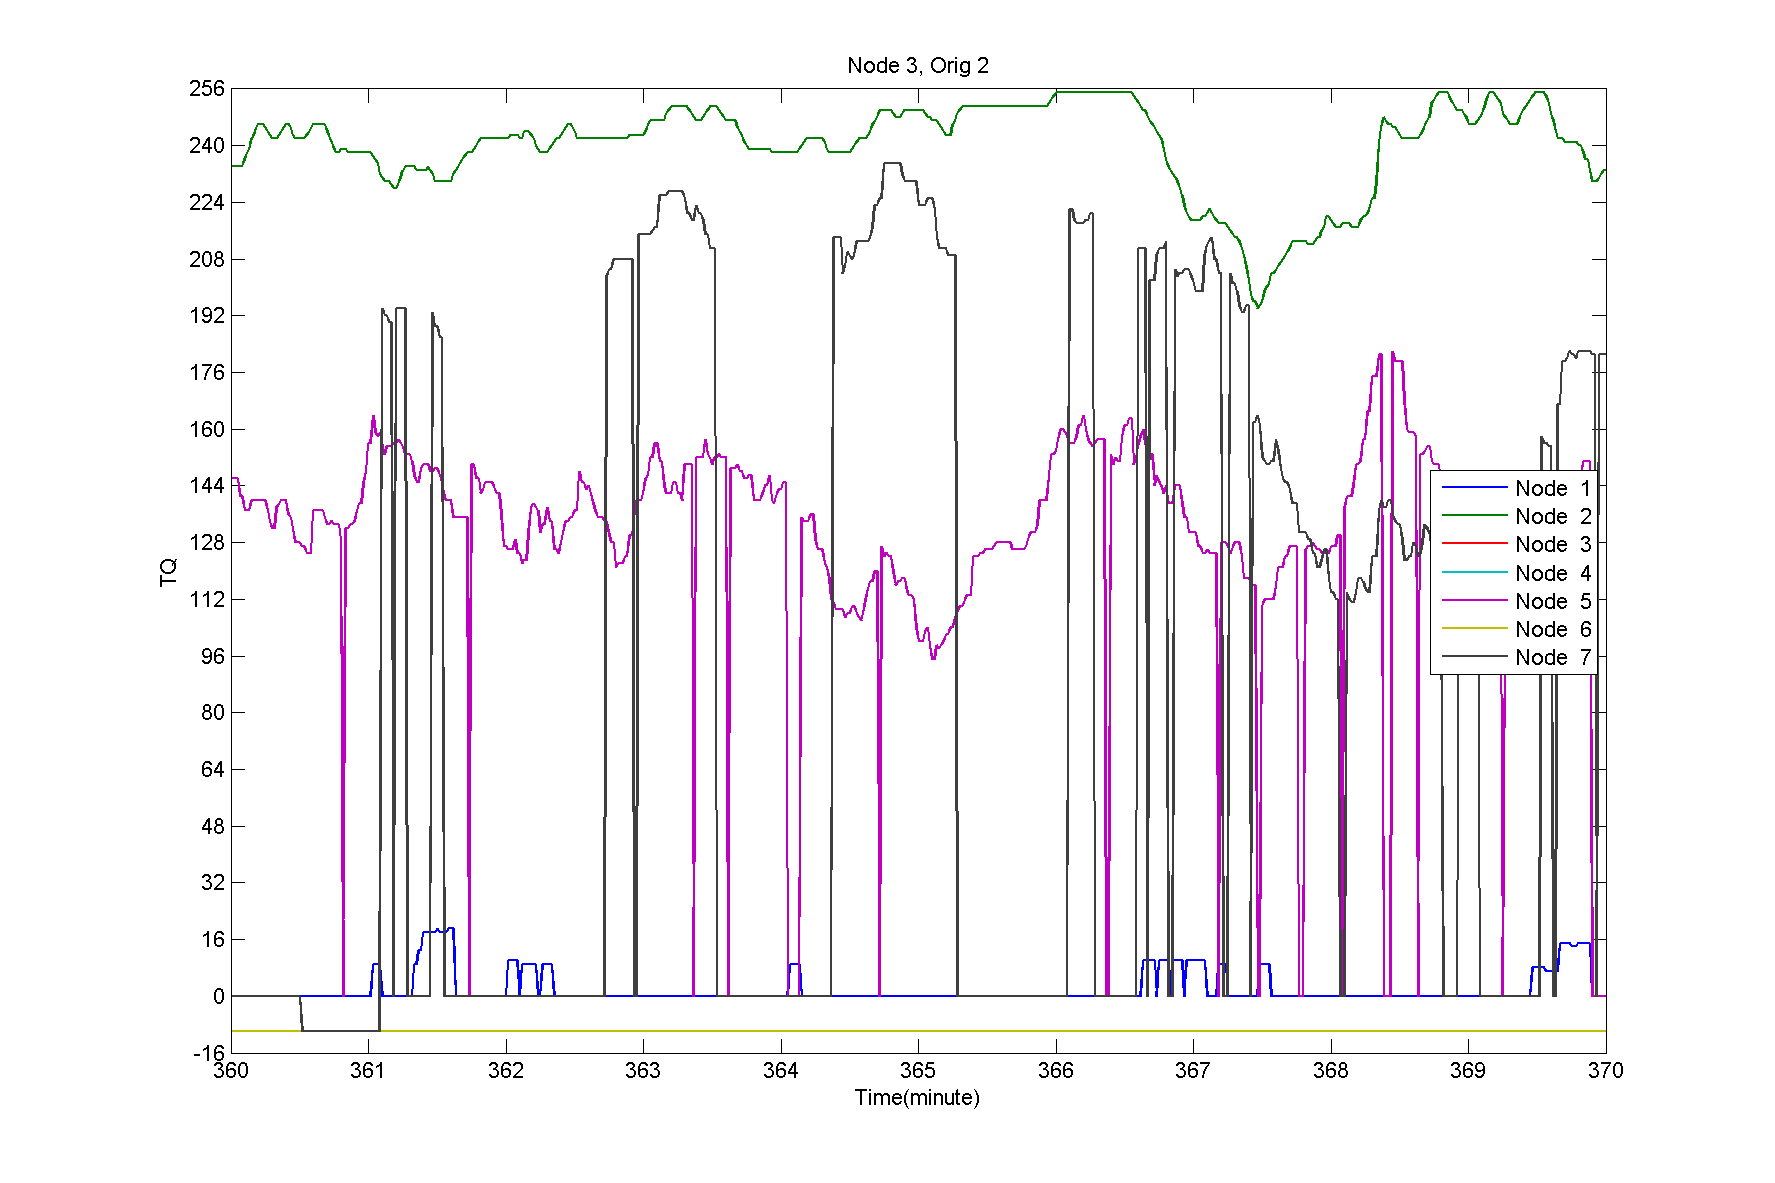 Node 3, Orig 2
256
240
224
208
192
176
160
144
128
112
96
80
64
48
32
16
0
-16
TQ
Node 1
Node 2
Node 3
Node 4
Node 5
Node 6
Node 7
360 361 362 363 364 365 366 367 368 369 370
Time(minute)